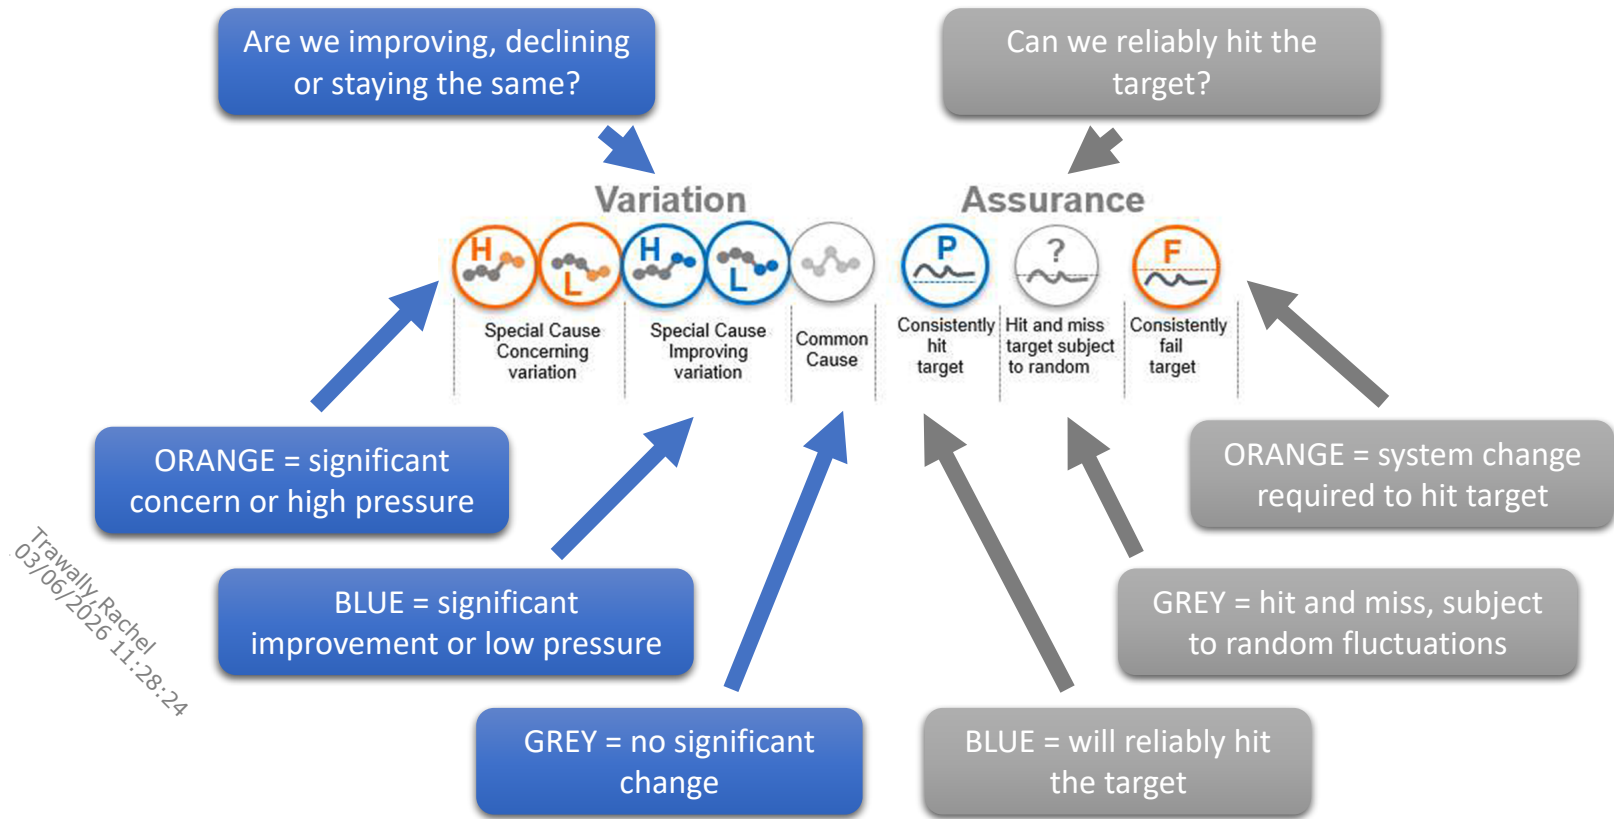 Are we improving, declining
or staying the same?
Can we reliably hit the
target?
Variation
Assurance
H
L
H
L
P
?
F
Special Cause
Concerning
variation
Special Cause
Improving
variation
Common
Cause
Consistently
hit
target
Hit and miss
target subject
to random
Consistently
fail
target
ORANGE = significant
concern or high pressure
ORANGE = system change
required to hit target
BLUE = significant
improvement or low pressure
GREY = hit and miss, subject
to random fluctuations
GREY = no significant
change
BLUE = will reliably hit
the target
Trawally,Rachel
03/06/2026 11:28:24